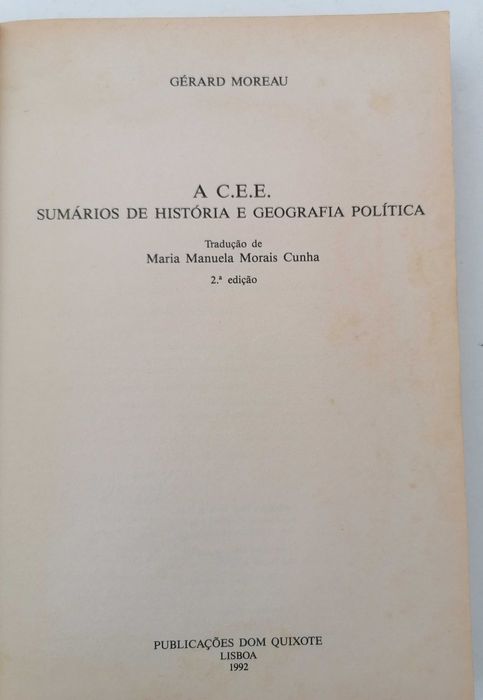 GÉRARD MOREAU
A C.E.E.
SUMÁRIOS DE HISTÓRIA E GEOGRAFIA POLÍTICA
Tradução de
Maria Manuela Morais Cunha
2.ª edição
PUBLICAÇÕES DOM QUIXOTE
LISBOA
1992